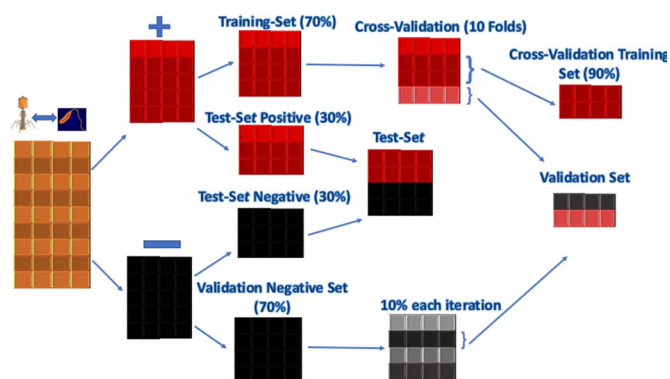 Training-Set (70%)
Cross-Validation (10 Folds)
Cross-Validation Training
Set (90%)
Test-Set Positive (30%)
Test-Set
Validation Set
Test-Set Negative (30%)
Validation Negative Set
(70%)
10% each iteration